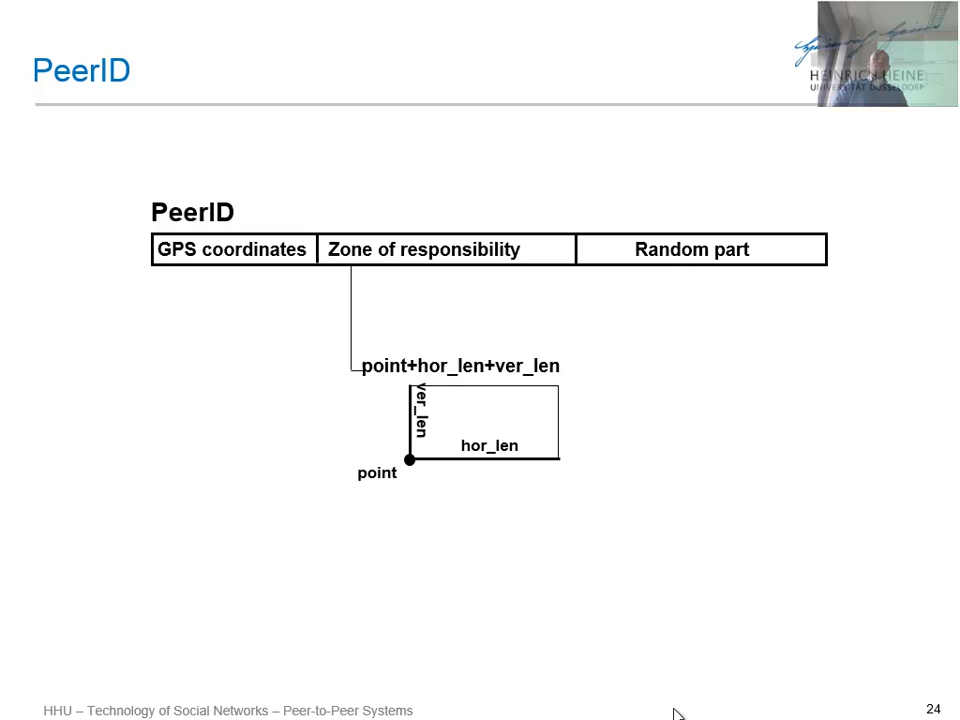 PeerID
HEINRICH HEINE
UNIVERSITÄT DÜSSELDORF
PeerID
GPS coordinates Zone of responsibility Random part
point+hor_len+ver_len
ver_len
hor_len
point
HHU – Technology of Social Networks – Peer-to-Peer Systems
24